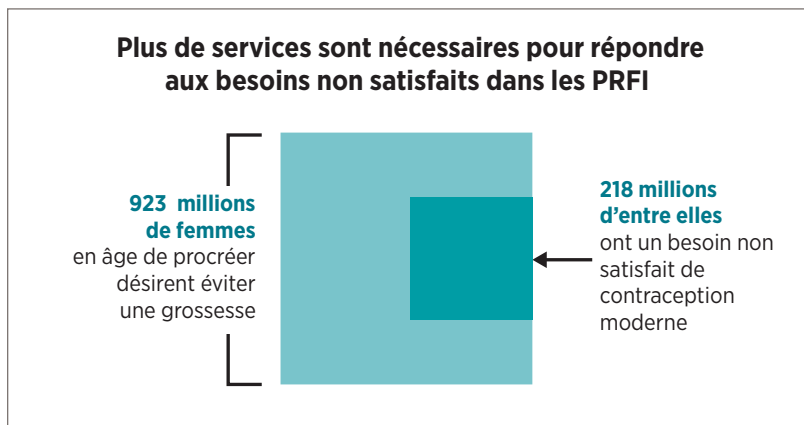 Plus de services sont nécessaires pour répondre
aux besoins non satisfaits dans les PRFI
923 millions
de femmes
en âge de procréer
désirent éviter
une grossesse
218 millions
d'entre elles
ont un besoin non
satisfait de
contraception
moderne